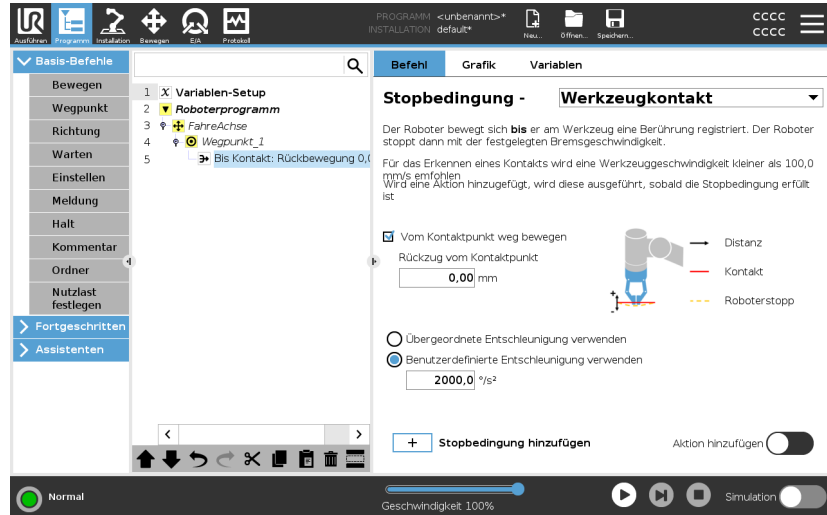 PROGRAMM <unbenannt>*
INSTALLATION default*
cccc
cccc
Ausführen Programm Installation Bewegen E/A Protokoll
Neu... Öffnen... Speichern...
Basis-Befehle
Bewegen
Wegpunkt
Richtung
Warten
Einstellen
Meldung
Halt
Kommentar
Ordner
Nutzlast
festlegen
Fortgeschritten
Assistenten
1 X Variablen-Setup
2 Roboterprogramm
3 FahreAchse
4 Wegpunkt_1
5 Bis Kontakt: Rückbewegung 0,0
Befehl Grafik Variablen
Stopbedingung - Werkzeugkontakt
Der Roboter bewegt sich bis er am Werkzeug eine Berührung registriert. Der Roboter
stoppt dann mit der festgelegten Bremsgeschwindigkeit.
Für das Erkennen eines Kontakts wird eine Werkzeuggeschwindigkeit kleiner als 100,0
mm/s emfohlen
Wird eine Aktion hinzugefügt, wird diese ausgeführt, sobald die Stopbedingung erfüllt
ist
Vom Kontaktpunkt weg bewegen
Rückzug vom Kontaktpunkt
0,00 mm
+
-
Distanz
Kontakt
Roboterstopp
Übergeordnete Entschleunigung verwenden
Benutzerdefinierte Entschleunigung verwenden
2000,0 °/s²
+ Stopbedingung hinzufügen
Aktion hinzufügen
Normal
Geschwindigkeit 100%
Simulation